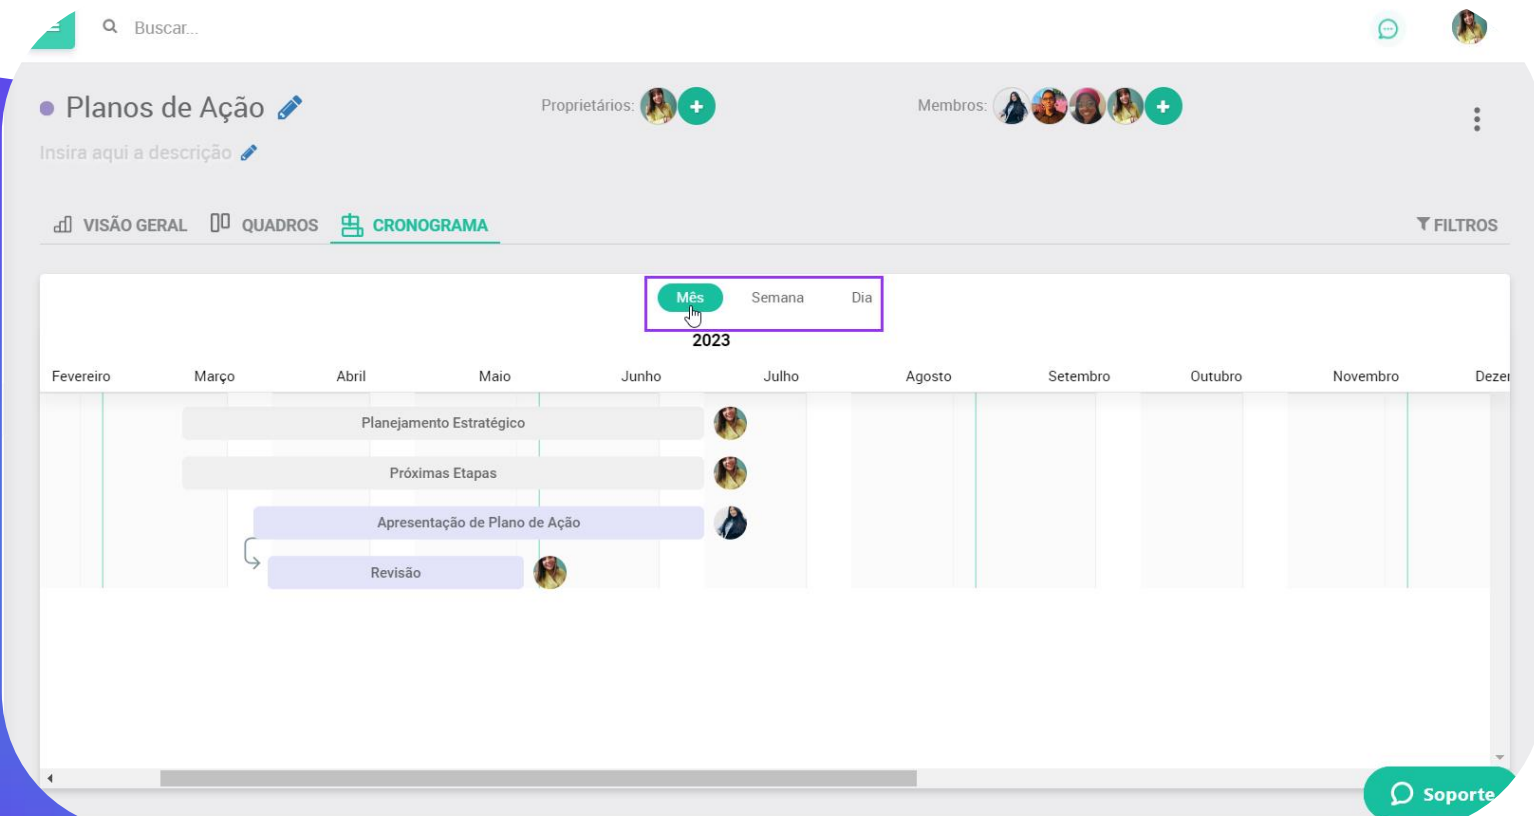 Buscar...
Planos de Ação
Proprietários:
Membros:
Insira aqui a descrição
VISÃO GERAL
QUADROS
CRONOGRAMA
FILTROS
Mês Semana Dia
2023
Fevereiro Março Abril Maio Junho Julho Agosto Setembro Outubro Novembro Dezer
Planejamento Estratégico
Próximas Etapas
Apresentação de Plano de Ação
Revisão
Soporte